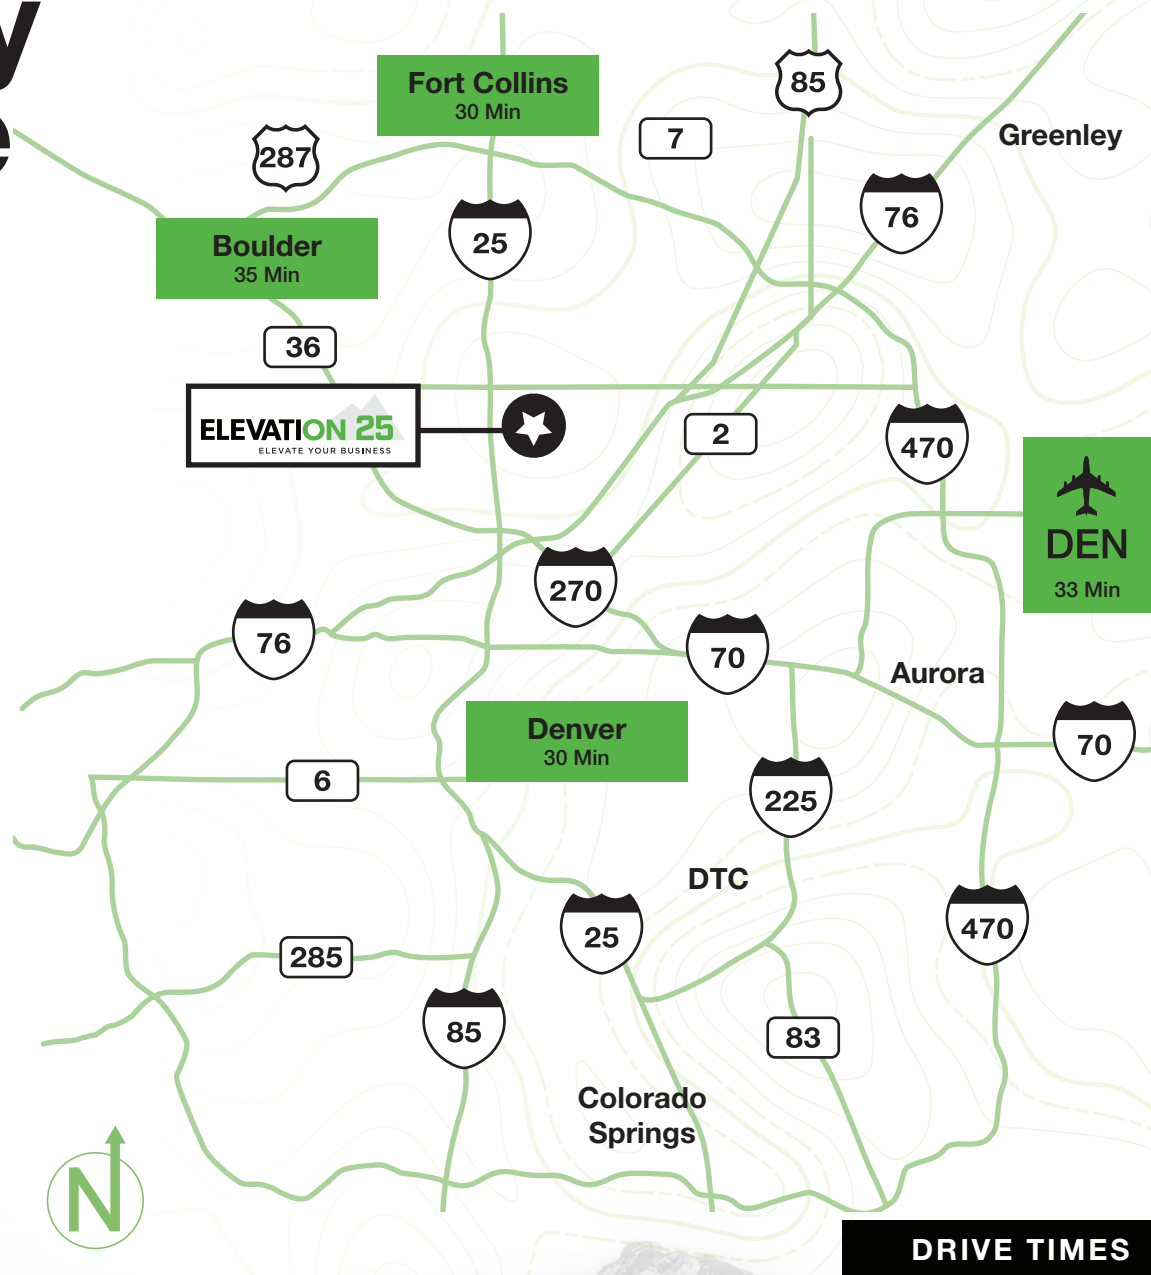 y
e
Fort Collins
30 Min
85
7
Greenley
287
76
25
Boulder
35 Min
36
ELEVATION 25
ELEVATE YOUR BUSINESS
2
470
DEN
33 Min
270
76
70
Aurora
Denver
30 Min
70
6
225
DTC
25
470
285
85
83
Colorado
Springs
N
DRIVE TIMES